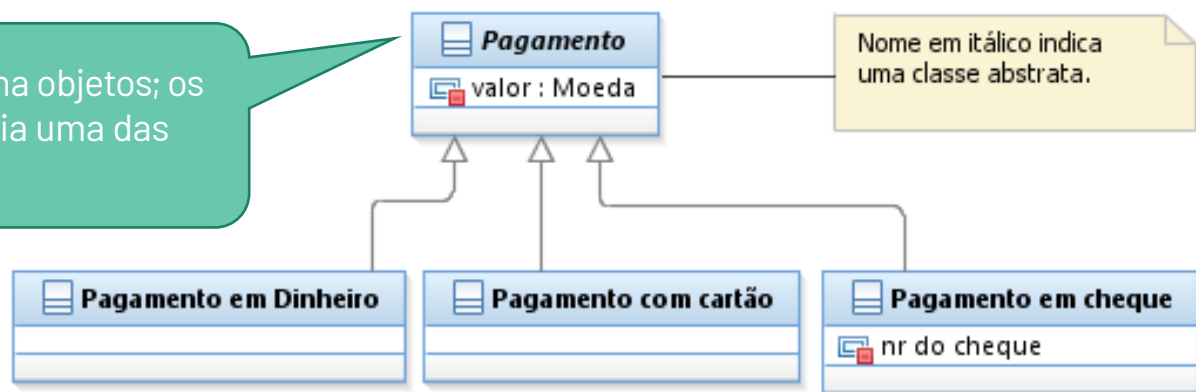 na objetos; os
ia uma das
Pagamento
valor : Moeda
Nome em itálico indica
uma classe abstrata.
Pagamento em Dinheiro
Pagamento com cartão
Pagamento em cheque
nr do cheque